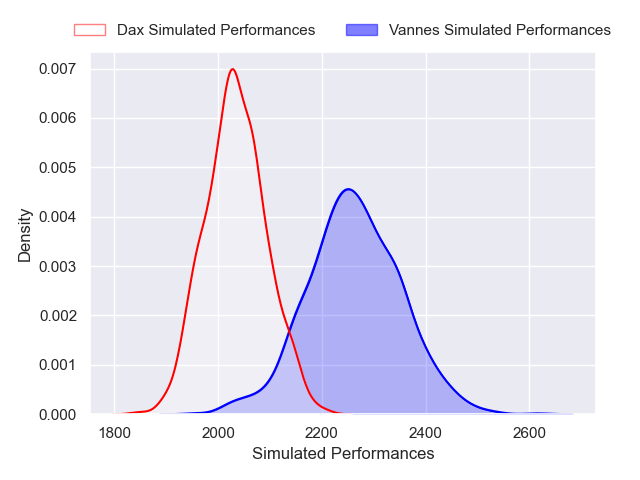 Dax Simulated Performances Vannes Simulated Performances
0.007
0.006
0.005
0.004
0.003
0.002
0.001
0.000
Density
1800 2000 2200 2400 2600
Simulated Performances